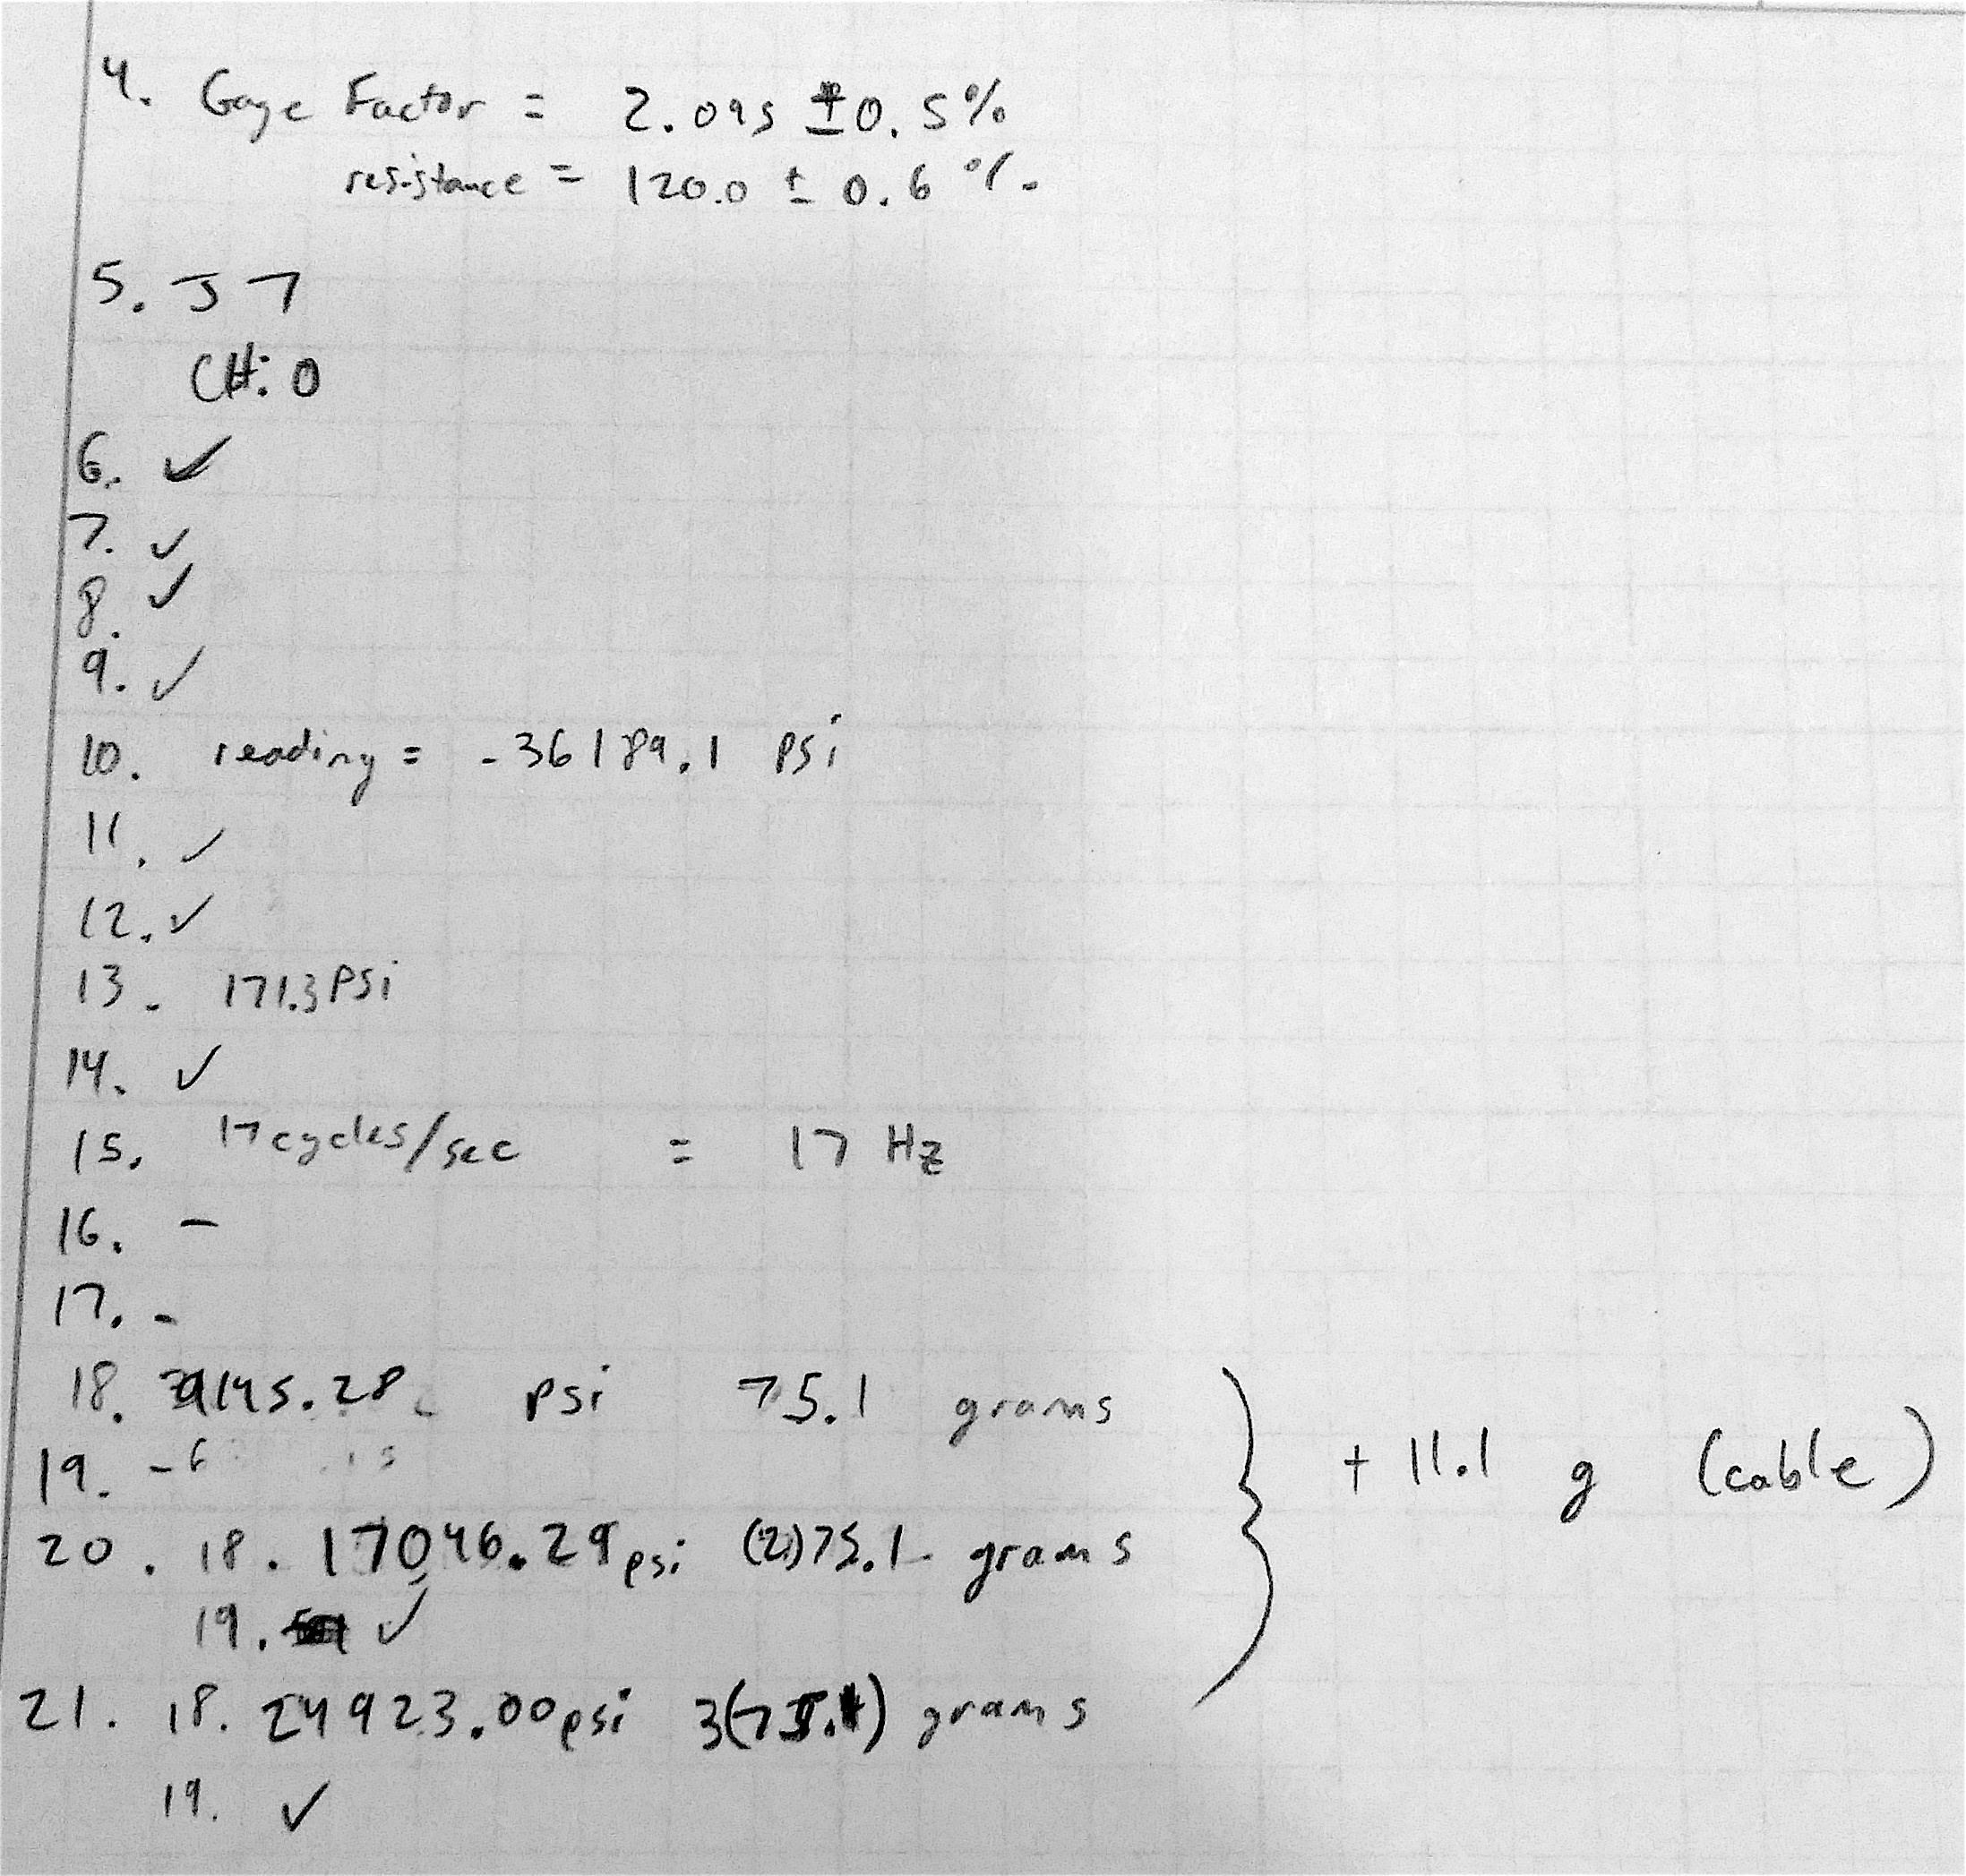 4. Gage Factor = 2.095 ± 0.5%
resistance = 120.0 ± 0.6 %
5. J7
CH: 0
6. ✓
7. ✓
8. ✓
9. ✓
10. reading = -36189.1 psi
11. ✓
12. ✓
13. 171.3 PSi
14. ✓
15. 17 cycles/sec = 17 Hz
16. -
17. -
18. 9145.28 psi 75.1 grams
19. -
+ 11.1 g (cable)
20. 18. 17046.29 psi (2)75.1 grams
19. ✓
21. 18. 24923.00 psi 3(75.1) grams
19. ✓